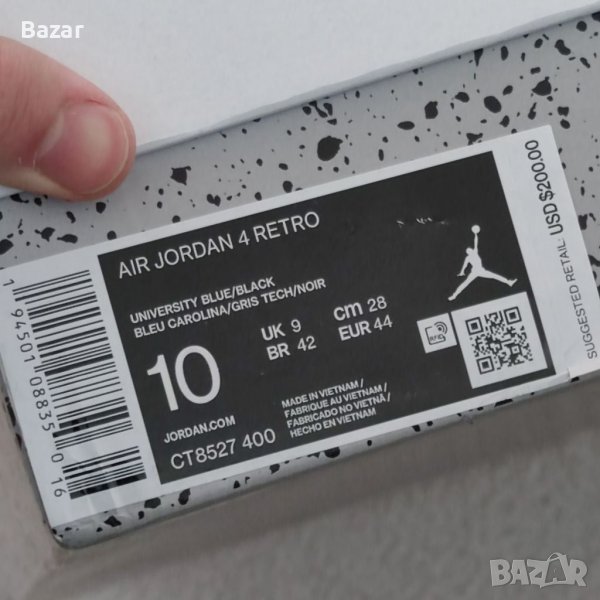 Bazar
AIR JORDAN 4 RETRO
UNIVERSITY BLUE/BLACK
BLEU CAROLINA/GRIS TECH/NOIR
10
UK 9
BR 42
cm 28
EUR 44
RFID
JORDAN.COM
CT8527 400
MADE IN VIETNAM /
FABRIQUE AU VIETNAM /
FABRICADO NO VIETNÃ /
HECHO EN VIETNAM
SUGGESTED RETAIL: USD $200.00
1 94501 08835 0 16
BAZAR